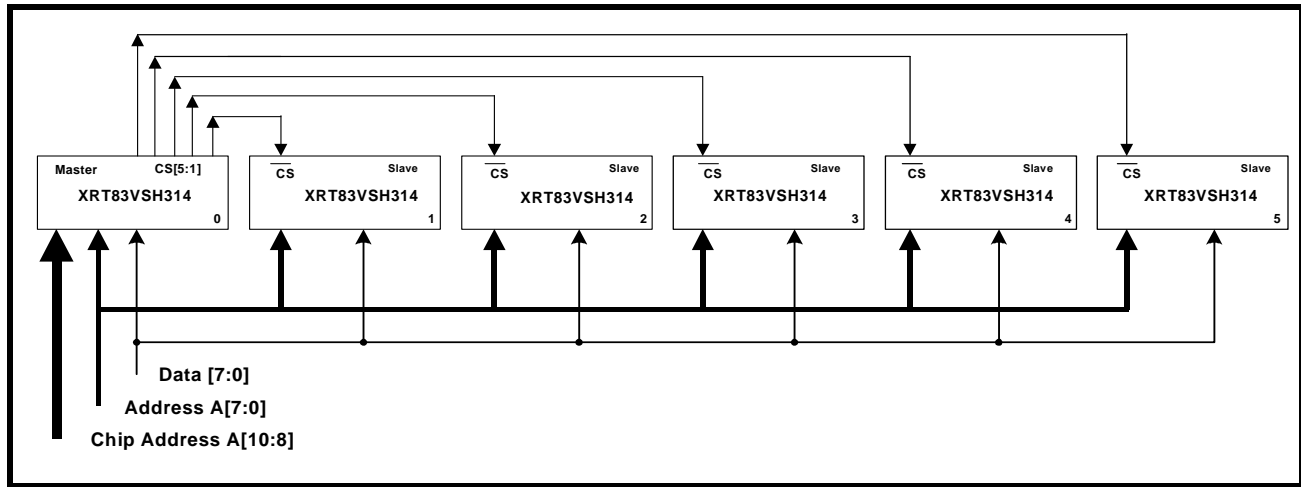 Master CS[5:1]
XRT83VSH314
0
CS Slave
XRT83VSH314
1
CS Slave
XRT83VSH314
2
CS Slave
XRT83VSH314
3
CS Slave
XRT83VSH314
4
CS Slave
XRT83VSH314
5
Data [7:0]
Address A[7:0]
Chip Address A[10:8]